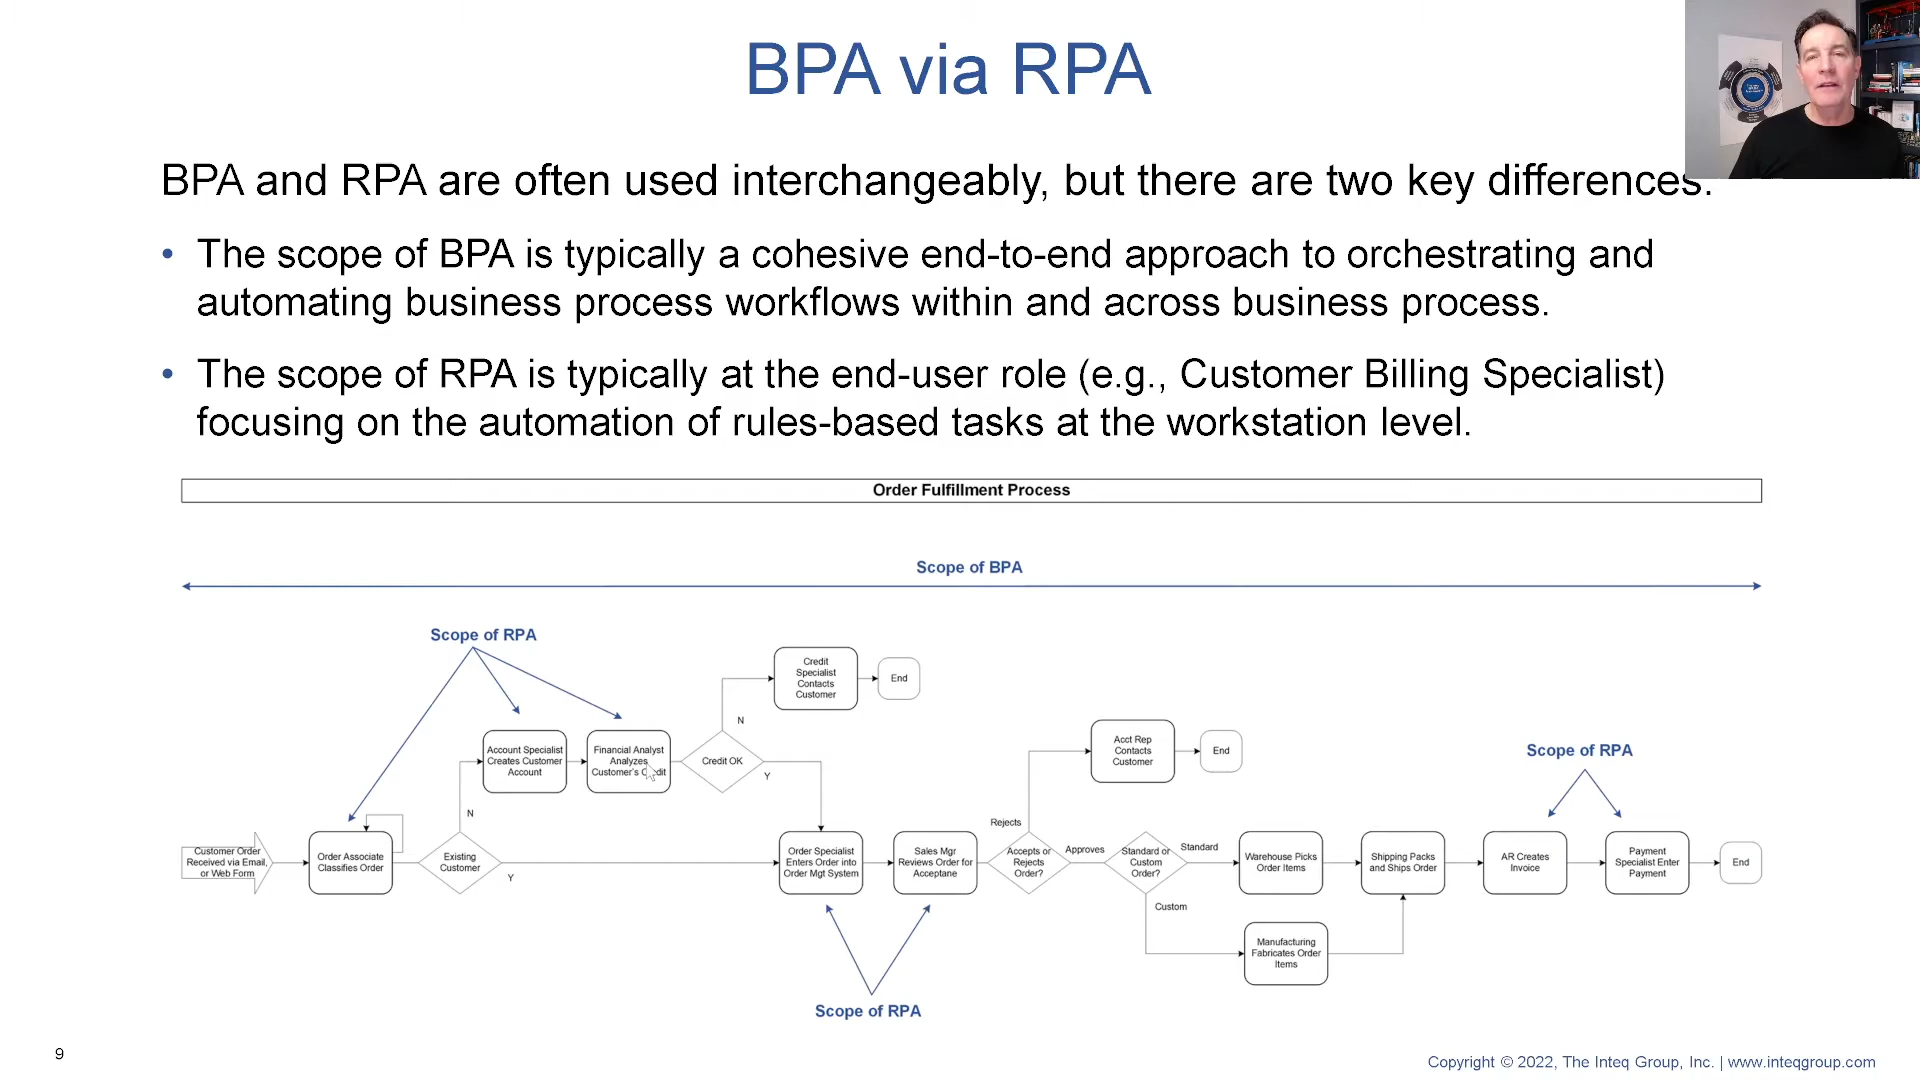 BPA via RPA
BPA and RPA are often used interchangeably, but there are two key differences.
• The scope of BPA is typically a cohesive end-to-end approach to orchestrating and
automating business process workflows within and across business process.
• The scope of RPA is typically at the end-user role (e.g., Customer Billing Specialist)
focusing on the automation of rules-based tasks at the workstation level.
Order Fulfillment Process
Scope of BPA
Scope of RPA
Credit
Specialist
Contacts
Customer
End
N
Account Specialist
Creates Customer
Account
Financial Analyst
Analyzes
Customer's Credit
Credit OK
Y
Acct Rep
Contacts
Customer
End
Scope of RPA
N
Rejects
Customer Order
Received via Email,
or Web Form
Order Associate
Classifies Order
Existing
Customer
Y
Order Specialist
Enters Order into
Order Mgt System
Sales Mgr
Reviews Order for
Acceptane
Accepts or
Rejects
Order?
Approves
Standard or
Custom
Order?
Standard
Custom
Warehouse Picks
Order Items
Shipping Packs
and Ships Order
AR Creates
Invoice
Payment
Specialist Enter
Payment
End
Manufacturing
Fabricates Order
Items
Scope of RPA
9
Copyright © 2022, The Inteq Group, Inc. | www.inteqgroup.com